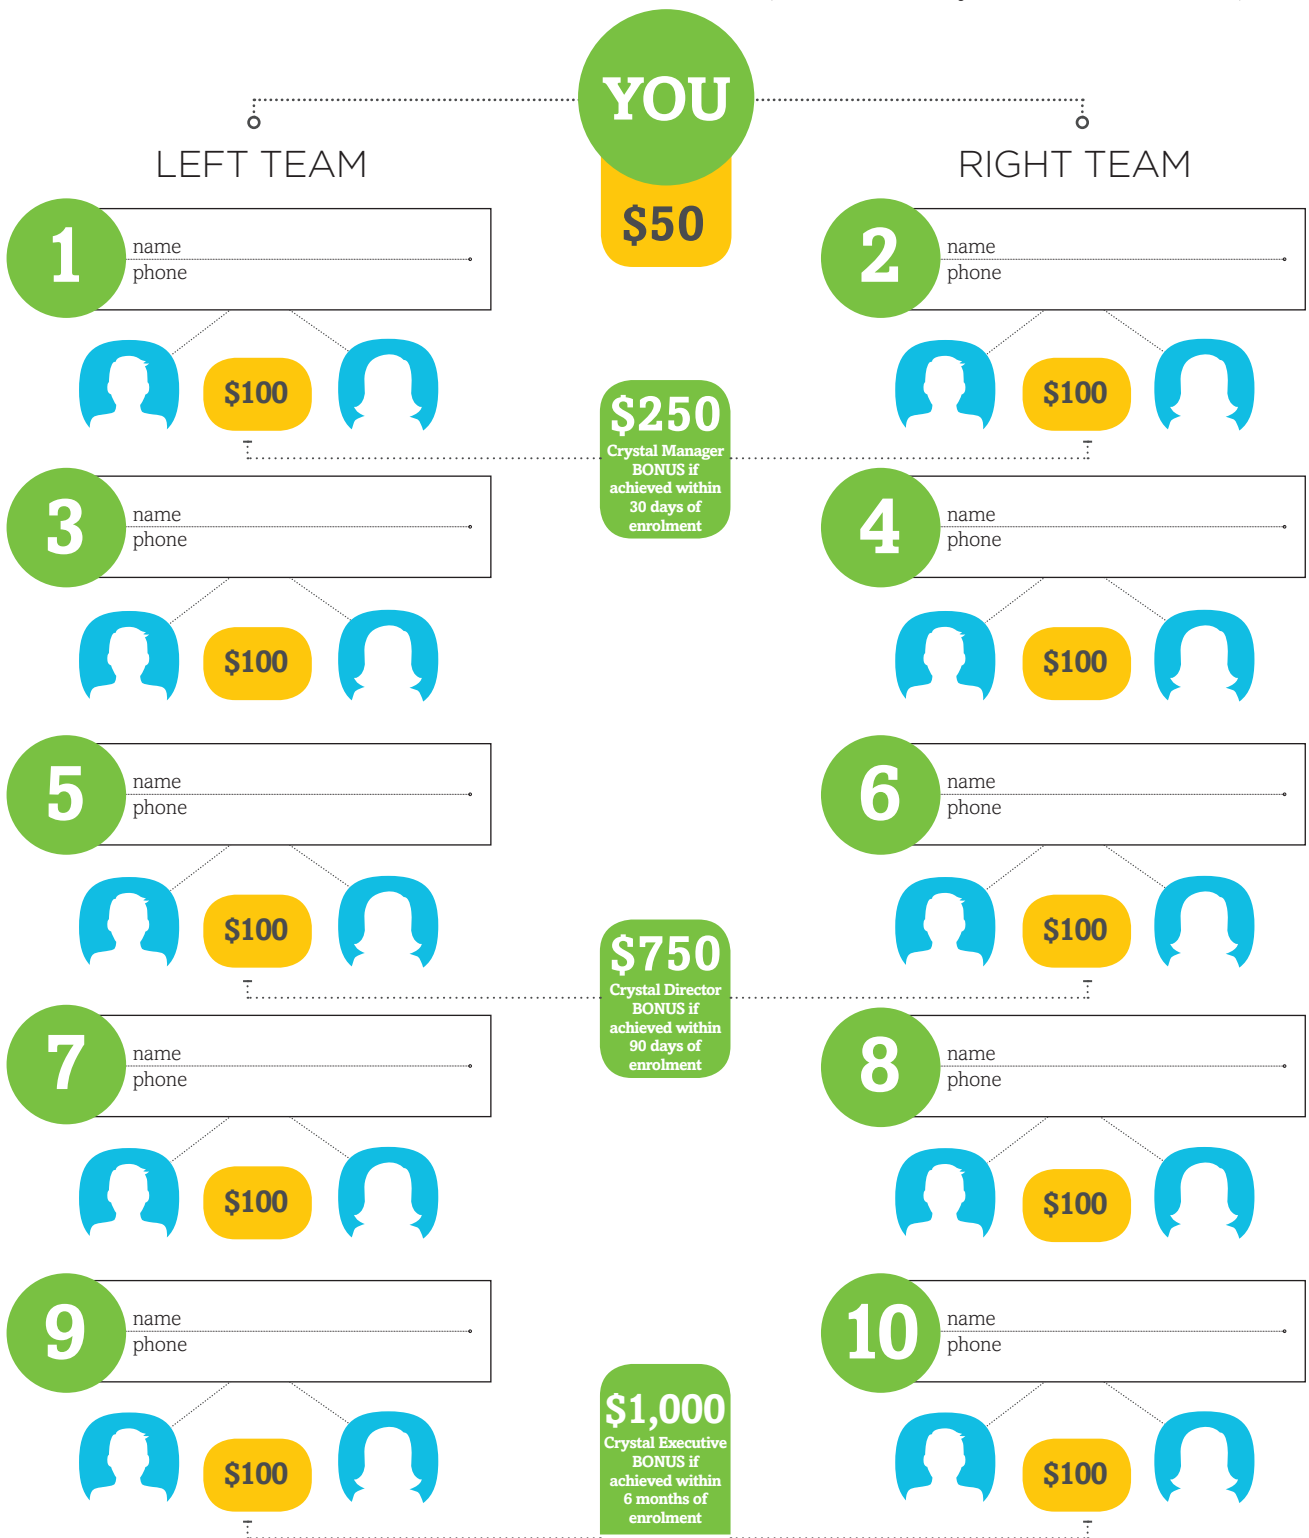 YOU
$50
LEFT TEAM
RIGHT TEAM
1
name
phone
2
name
phone
$100
$100
$250
Crystal Manager
BONUS if
achieved within
30 days of
enrolment
3
name
phone
4
name
phone
$100
$100
5
name
phone
6
name
phone
$100
$100
$750
Crystal Director
BONUS if
achieved within
90 days of
enrolment
7
name
phone
8
name
phone
$100
$100
9
name
phone
10
name
phone
$100
$100
$1,000
Crystal Executive
BONUS if
achieved within
6 months of
enrolment